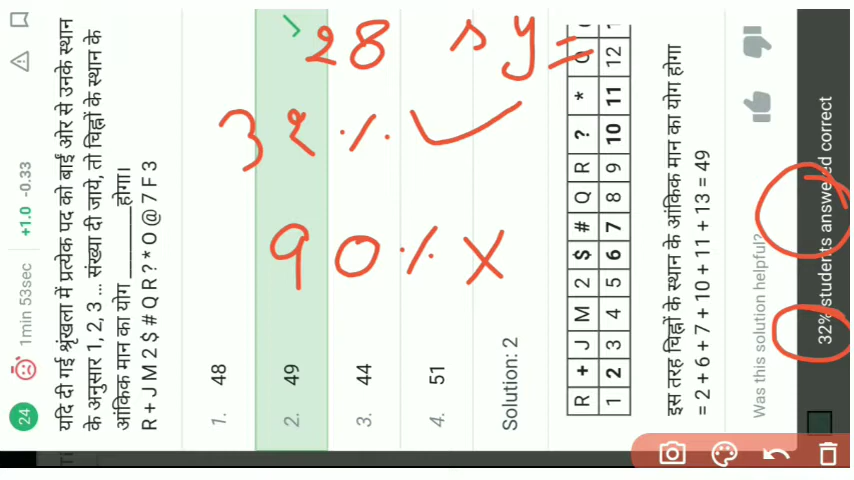 24 1min 53sec +1.0 -0.33
यदि दी गई श्रृंखला में प्रत्येक पद को बाईं ओर से उनके स्थान
के अनुसार 1, 2, 3 ... संख्या दी जाये, तो चिह्नों के स्थान के
आंकिक मान का योग ________होगा।
R + J M 2 $ # Q R ? * O @ 7 F 3
1. 48
2. 49
3. 44
4. 51
Solution: 2
R + J M 2 $ # Q R ? *
1 2 3 4 5 6 7 8 9 10 11 12
इस तरह चिह्नों के स्थान के आंकिक मान का योग होगा
= 2 + 6 + 7 + 10 + 11 + 13 = 49
Was this solution helpful?
32% students answered correct
28
32 %
90 % X